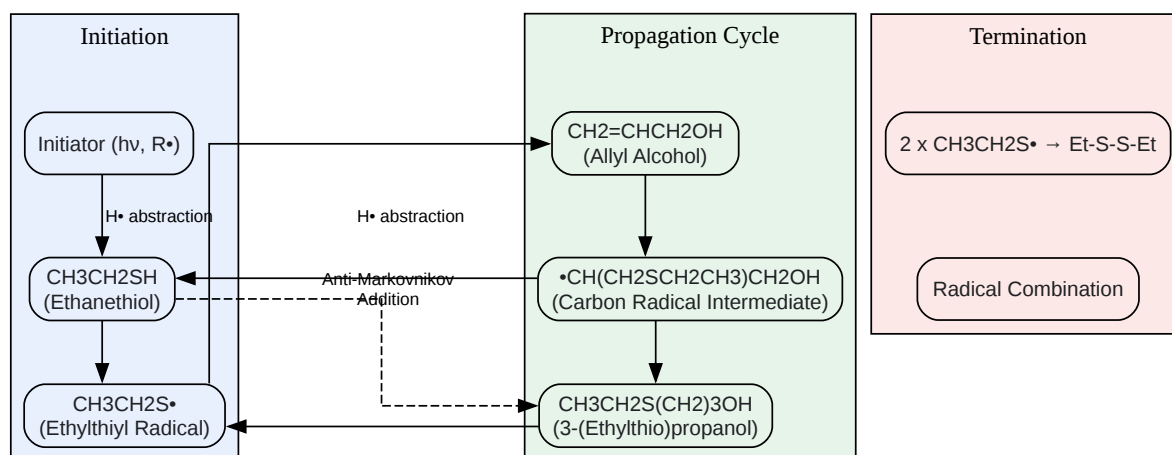 Initiation
Propagation Cycle
Termination
Initiator (hν, R•)
CH2=CHCH2OH
(Allyl Alcohol)
2 x CH3CH2S• → Et-S-S-Et
H• abstraction
H• abstraction
CH3CH2SH
(Ethanethiol)
Anti-Markovnikov
Addition
•CH(CH2SCH2CH3)CH2OH
(Carbon Radical Intermediate)
Radical Combination
CH3CH2S•
(Ethylthiyl Radical)
CH3CH2S(CH2)3OH
(3-(Ethylthio)propanol)